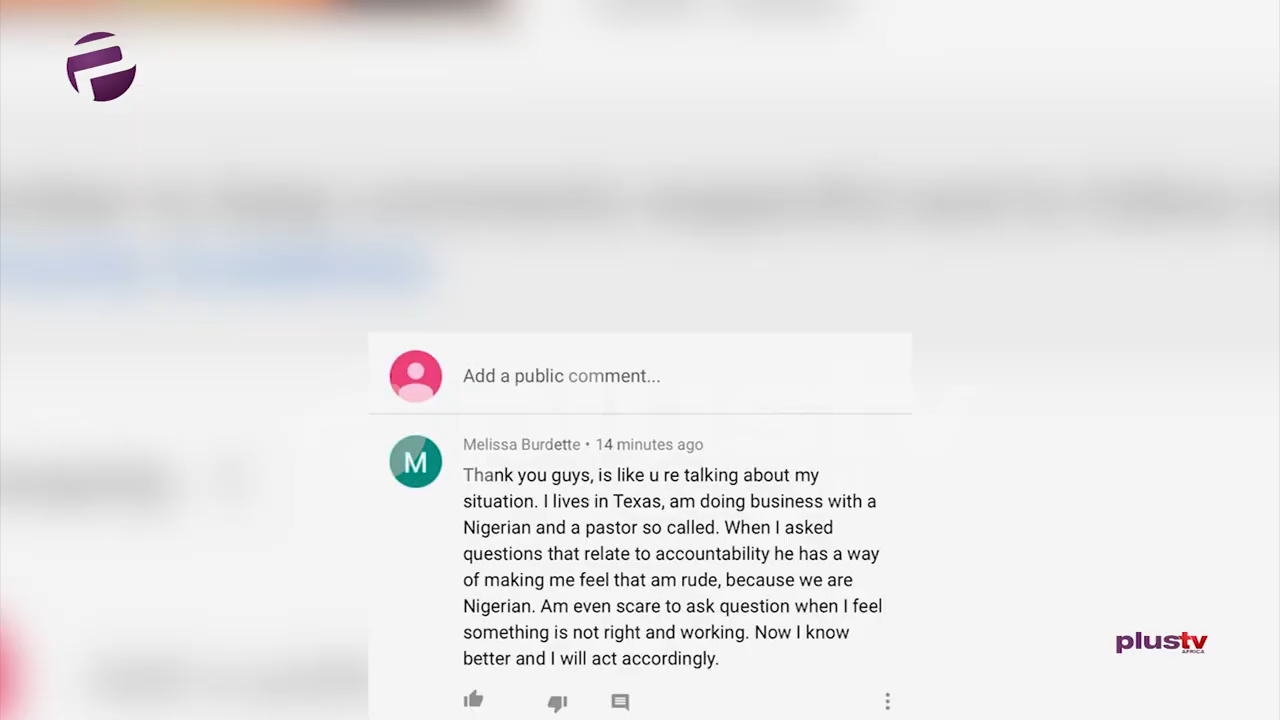 Add a public comment...
Melissa Burdette • 14 minutes ago
M
Thank you guys, is like u re talking about my
situation. I lives in Texas, am doing business with a
Nigerian and a pastor so called. When I asked
questions that relate to accountability he has a way
of making me feel that am rude, because we are
Nigerian. Am even scare to ask question when I feel
something is not right and working. Now I know
better and I will act accordingly.
plustv
AFRICA